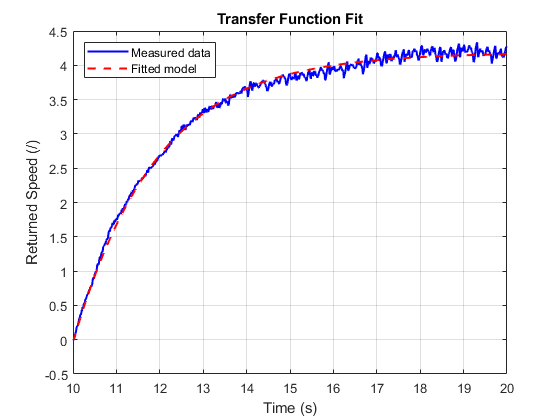 Transfer Function Fit
4.5
4
3.5
3
2.5
2
1.5
1
0.5
0
-0.5
Returned Speed (/)
Measured data
Fitted model
10 11 12 13 14 15 16 17 18 19 20
Time (s)